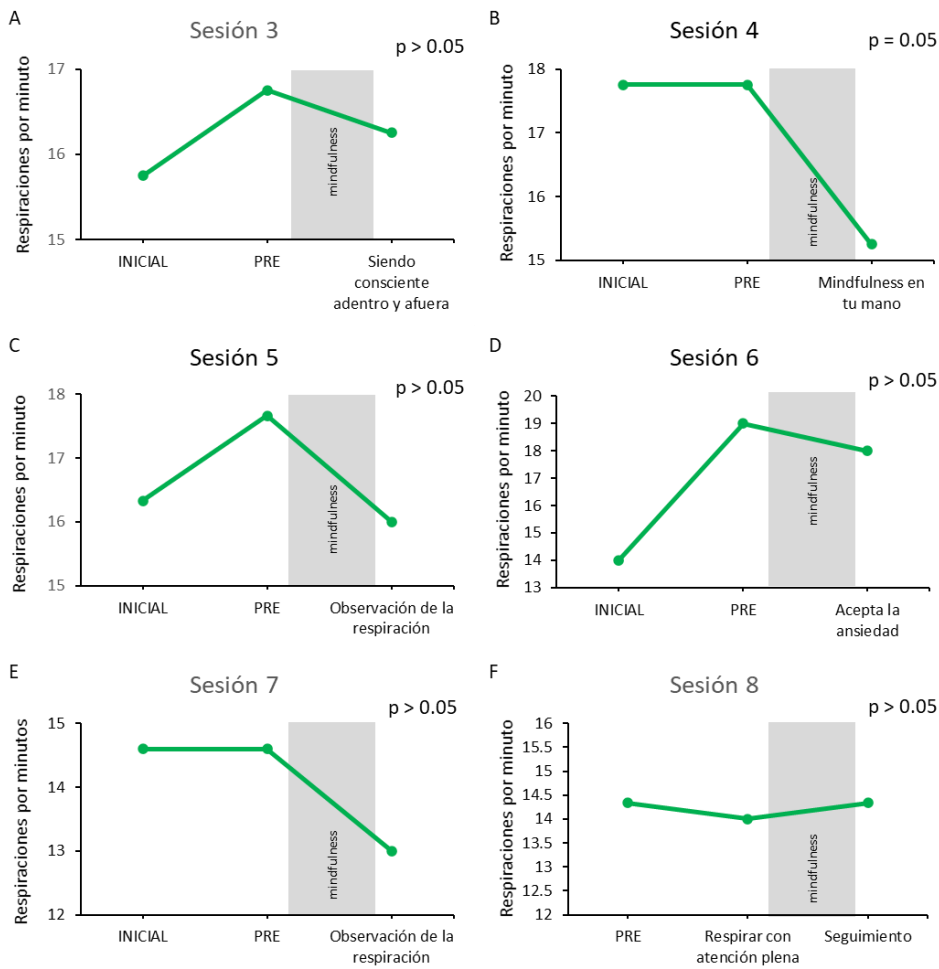 A
Sesión 3
p > 0.05
Respiraciones por minuto
17
16
15
mindfulness
INICIAL
PRE
Siendo
consciente
adentro y afuera
B
Sesión 4
p = 0.05
Respiraciones por minuto
18
17
16
15
mindfulness
INICIAL
PRE
Mindfulness en
tu mano
C
Sesión 5
p > 0.05
Respiraciones por minuto
18
17
16
15
mindfulness
INICIAL
PRE
Observación de la
respiración
D
Sesión 6
p > 0.05
Respiraciones por minuto
20
19
18
17
16
15
14
13
mindfulness
INICIAL
PRE
Acepta la
ansiedad
E
Sesión 7
p > 0.05
Respiraciones por minutos
15
14
13
12
mindfulness
INICIAL
PRE
Observación de la
respiración
F
Sesión 8
p > 0.05
Respiraciones por minuto
16
15.5
15
14.5
14
13.5
13
12.5
12
mindfulness
PRE
Respirar con
atención plena
Seguimiento